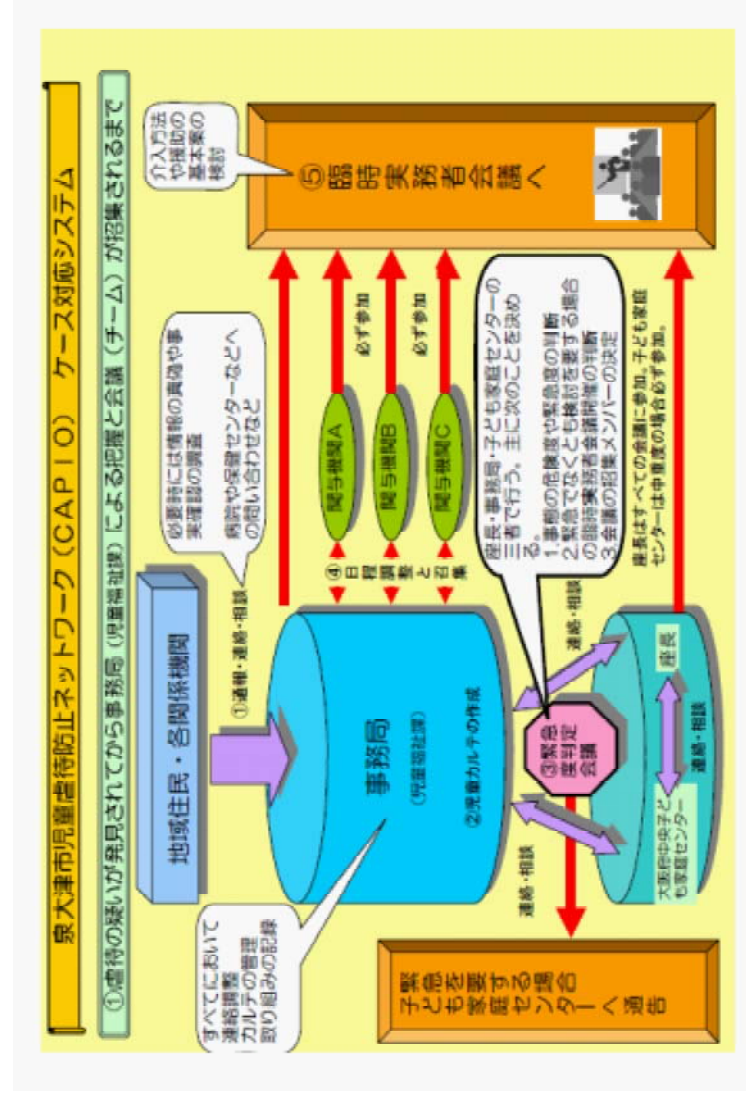 泉大津市児童虐待防止ネットワーク(CAPIO) ケース対応システム
①虐待の疑いが発見されてから事務局(児童福祉課)による把握と会議(チーム)が招集されるまで
地域住民・各関係機関
①通報・連絡・相談
必要時には情報の真偽や事
実確認の調査
病院や保健センターなどへ
の問い合わせなど
介入方法
や援助の
基本案の
検討
すべてにおいて
連絡調整
カルテの管理
取り組みの記録
事務局
(児童福祉課)
②児童カルテの作成
④日程調整と召集
関与機関A
関与機関B
関与機関C
必ず参加
必ず参加
⑤臨時実務者会議へ
座長・事務局・子ども家庭センターの
三者で行う。主に次のことを決め
る。
1.事態の危険度や緊急度の判断
2.緊急でなくとも検討を要する場合
の臨時実務者会議開催の判断
3.会議の招集メンバーの決定
③緊急
度判定
会議
連絡・相談
連絡・相談
連絡・相談
大阪府中央子ど
も家庭センター
座長
座長はすべての会議に参加。子ども家庭
センターは中重度の場合必ず参加。
緊急を要する場合
子ども家庭センターへ通告